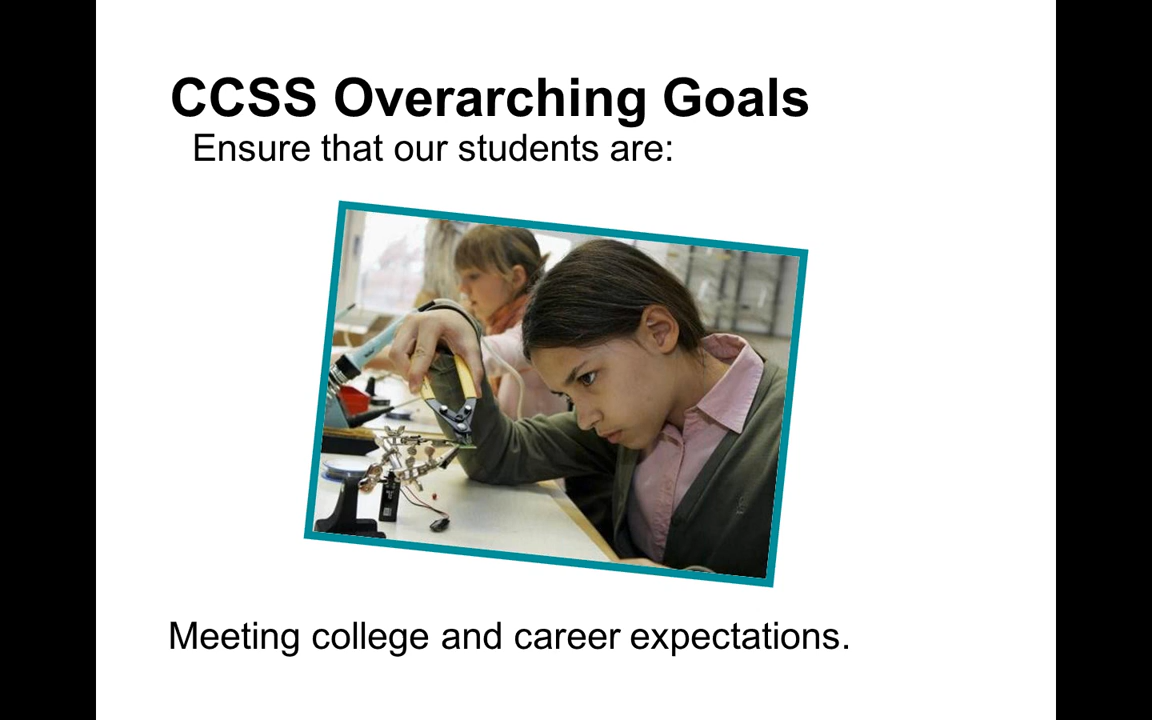 CCSS Overarching Goals
Ensure that our students are:
Meeting college and career expectations.